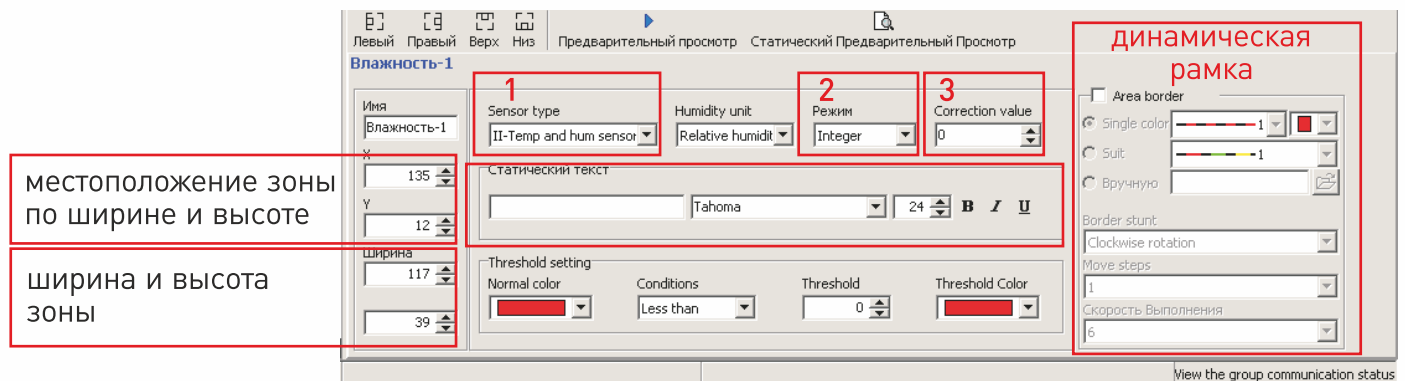 Левый Правый Верх Низ Предварительный просмотр Статический Предварительный Просмотр
Влажность-1
динамическая
рамка
1
2
3
Имя
Влажность-1
Sensor type
Humidity unit
Режим
Correction value
II-Temp and hum sensor
Relative humidit
Integer
0
местоположение зоны
по ширине и высоте
X
135
Y
12
Статический текст
Tahoma 24 B I U
ширина и высота
зоны
Ширина
117
39
Threshold setting
Normal color Conditions Threshold Threshold Color
Less than 0
Area border
Single color 1
Suit 1
Вручную
Border stunt
Clockwise rotation
Move steps
1
Скорость Выполнения
6
View the group communication status